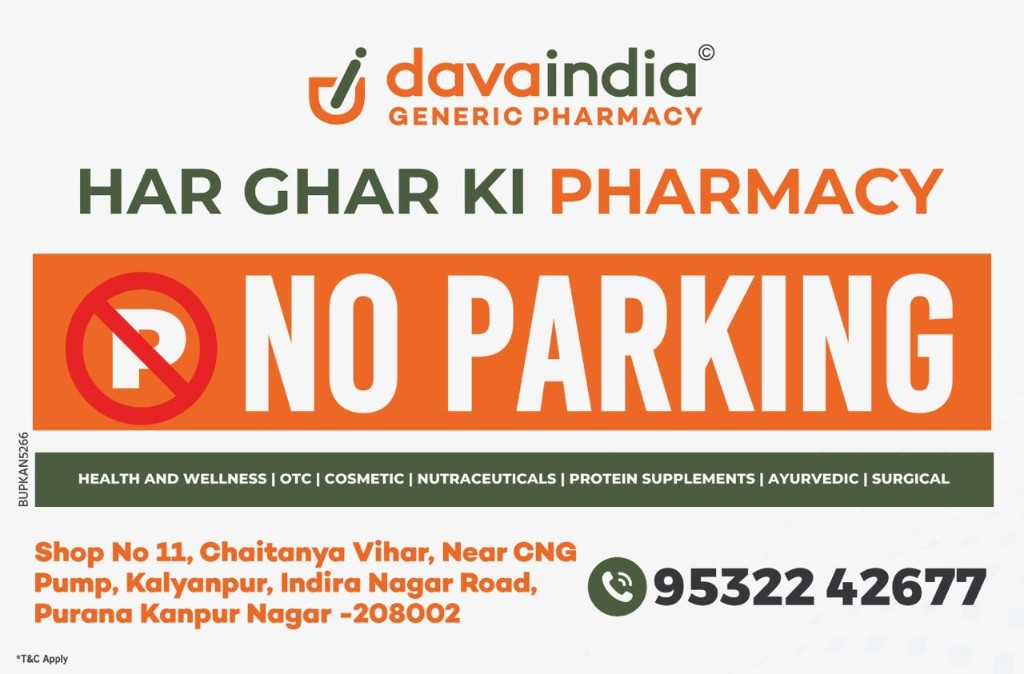 davaindia©
GENERIC PHARMACY
HAR GHAR KI PHARMACY
P NO PARKING
BUPKAN5266
HEALTH AND WELLNESS | OTC | COSMETIC | NUTRACEUTICALS | PROTEIN SUPPLEMENTS | AYURVEDIC | SURGICAL
Shop No 11, Chaitanya Vihar, Near CNG
Pump, Kalyanpur, Indira Nagar Road,
Purana Kanpur Nagar -208002
95322 42677
*T&C Apply